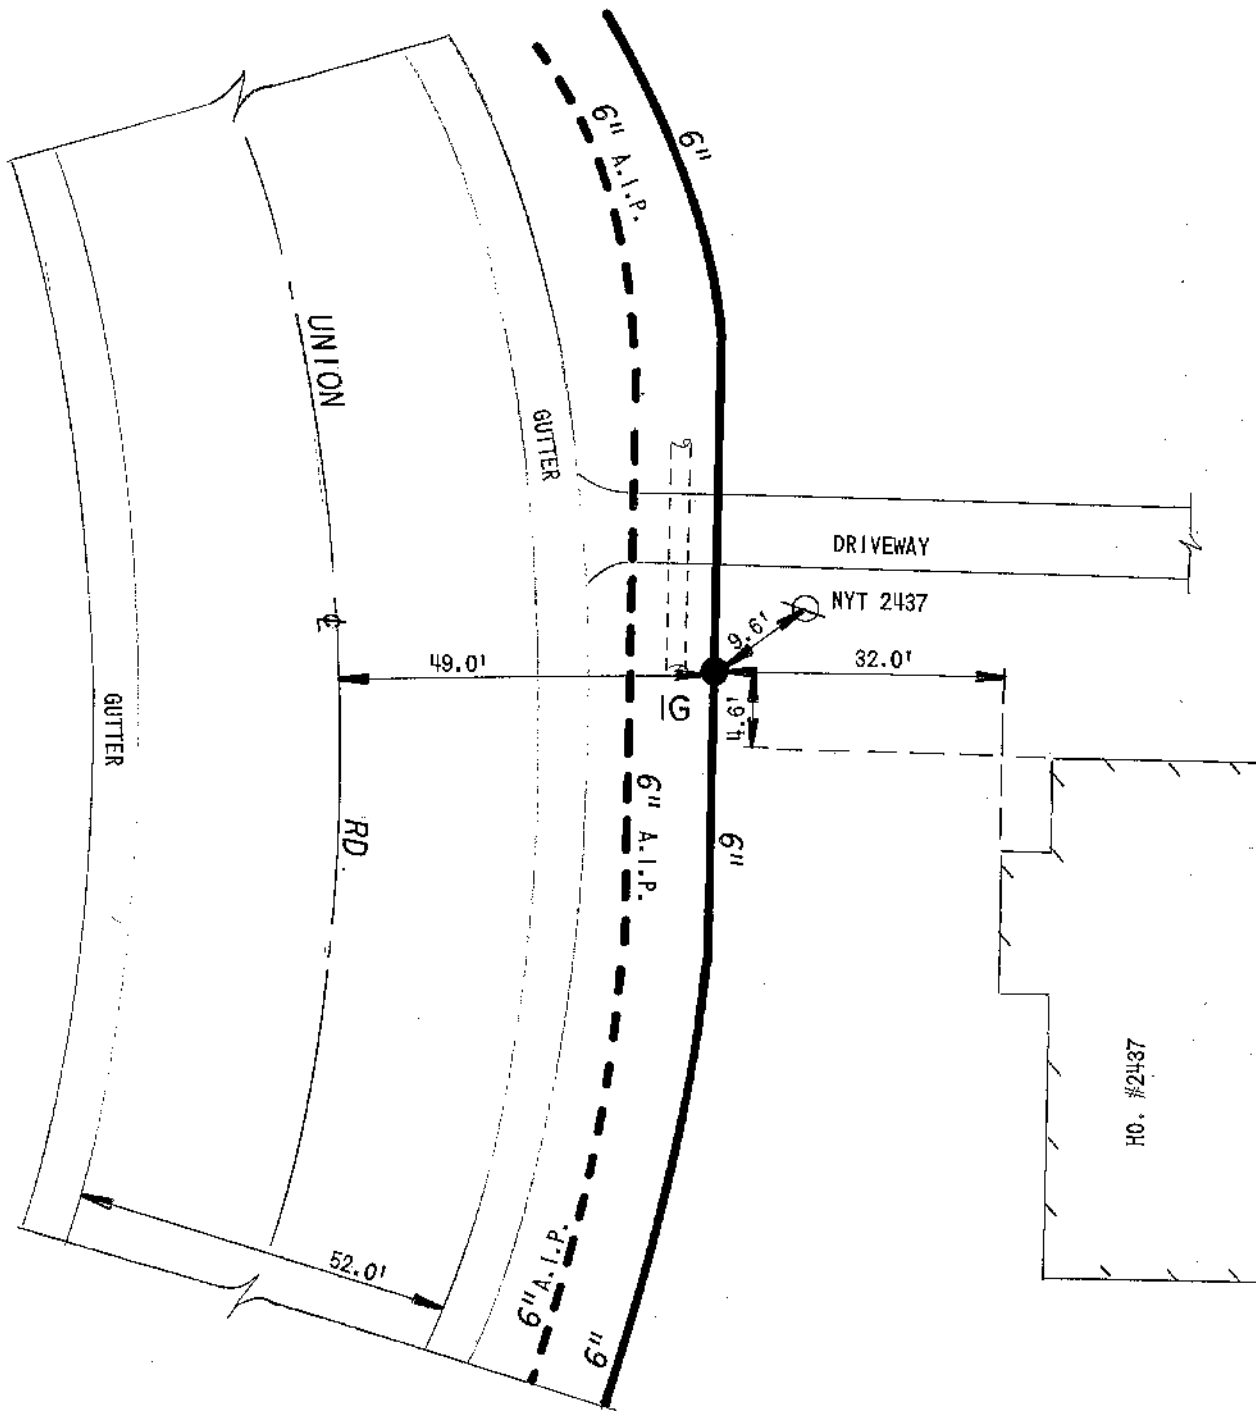 6"
6" A.I.P.
UNION
GUTTER
DRIVEWAY
NYT 2437
9.6'
℄
49.0'
32.0'
4.6'
IG
GUTTER
6" A.I.P.
6"
RD.
HO. #2437
52.0'
6" A.I.P.
6"